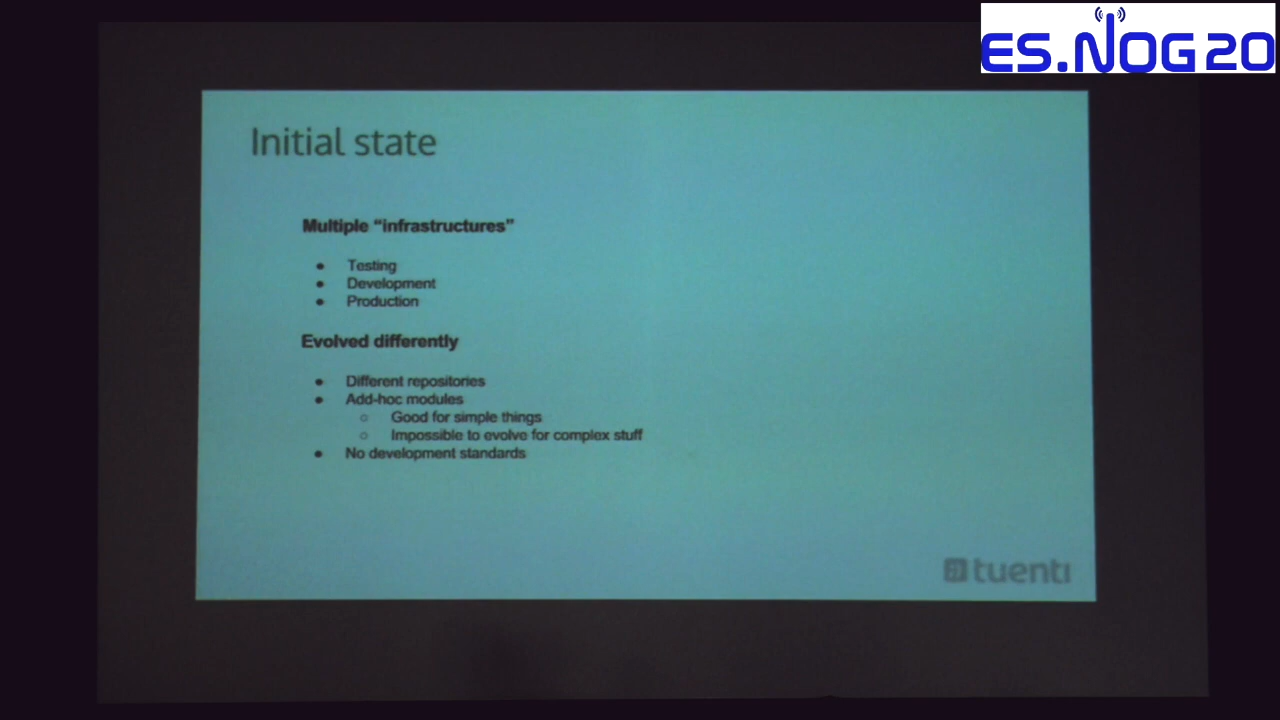 ES.NOG 20
Initial state
Multiple “infrastructures”
● Testing
● Development
● Production
Evolved differently
● Different repositories
● Add-hoc modules
○ Good for simple things
○ Impossible to evolve for complex stuff
● No development standards
tuenti